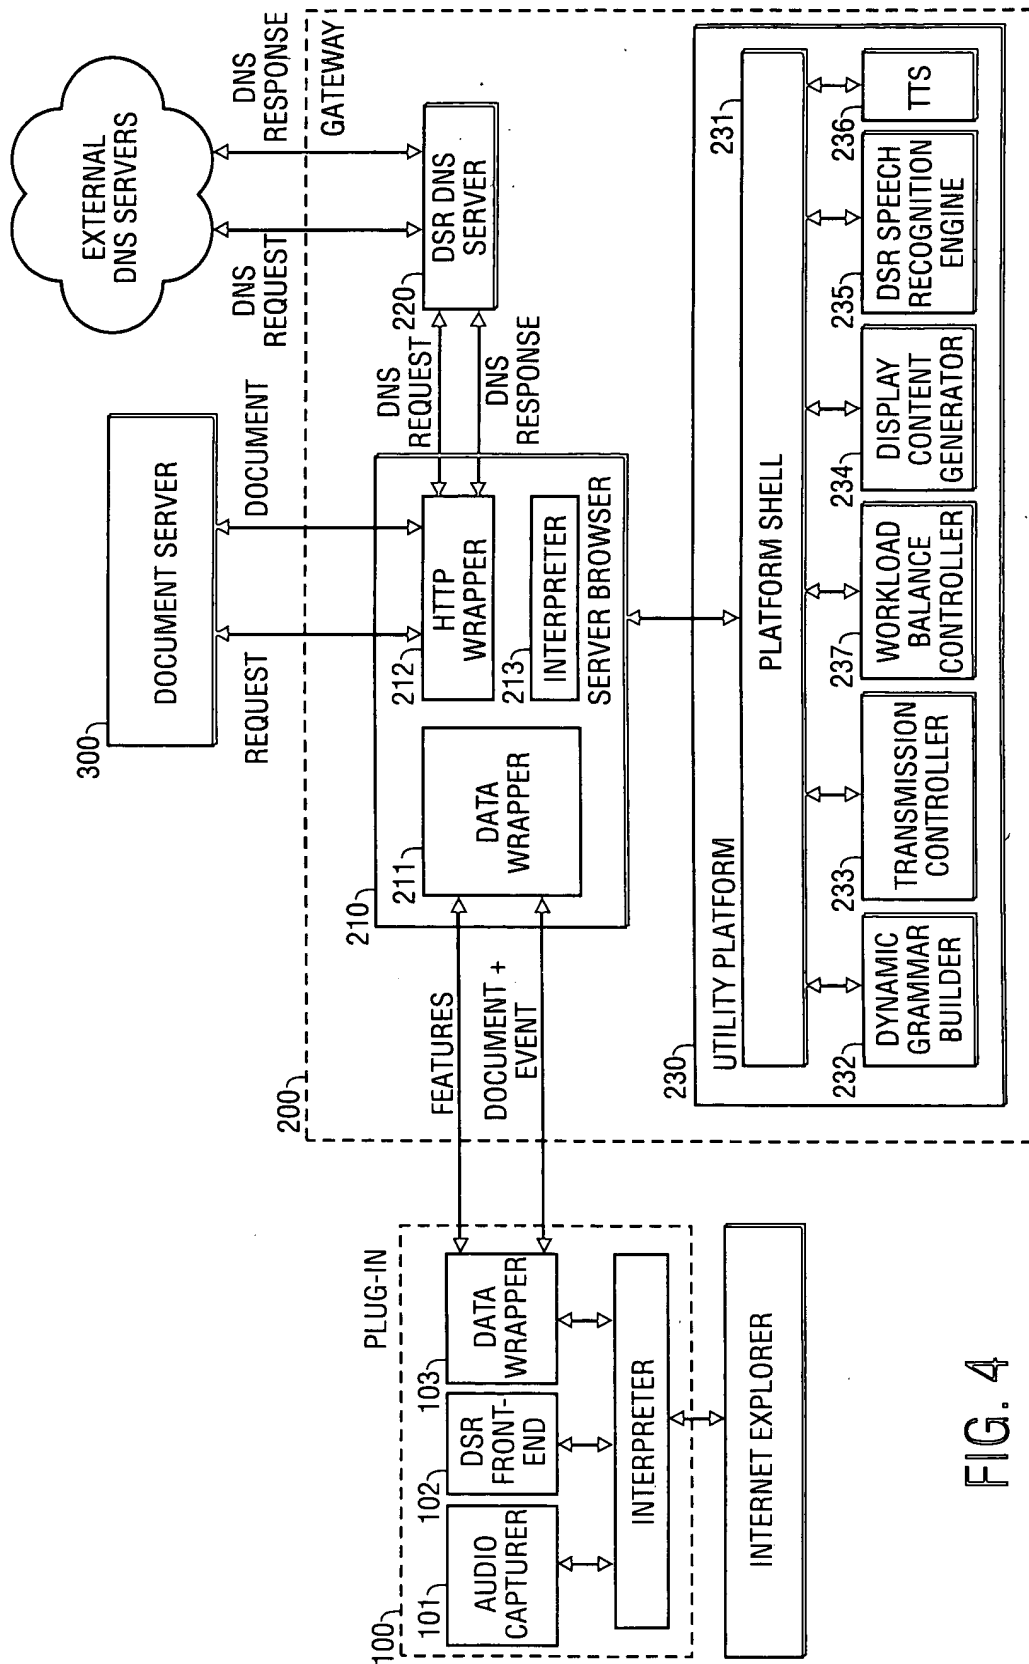 EXTERNAL
DNS SERVERS
DNS
REQUEST
DNS
RESPONSE
300
DOCUMENT SERVER
REQUEST
DOCUMENT
200
GATEWAY
220
DSR DNS
SERVER
DNS
REQUEST
DNS
RESPONSE
210
211
DATA
WRAPPER
212
HTTP
WRAPPER
213
INTERPRETER
SERVER BROWSER
FEATURES
DOCUMENT +
EVENT
100
PLUG-IN
101
AUDIO
CAPTURER
102
DSR
FRONT-
END
103
DATA
WRAPPER
INTERPRETER
INTERNET EXPLORER
230
UTILITY PLATFORM
231
PLATFORM SHELL
232
DYNAMIC
GRAMMAR
BUILDER
233
TRANSMISSION
CONTROLLER
237
WORKLOAD
BALANCE
CONTROLLER
234
DISPLAY
CONTENT
GENERATOR
235
DSR SPEECH
RECOGNITION
ENGINE
236
TTS
FIG. 4